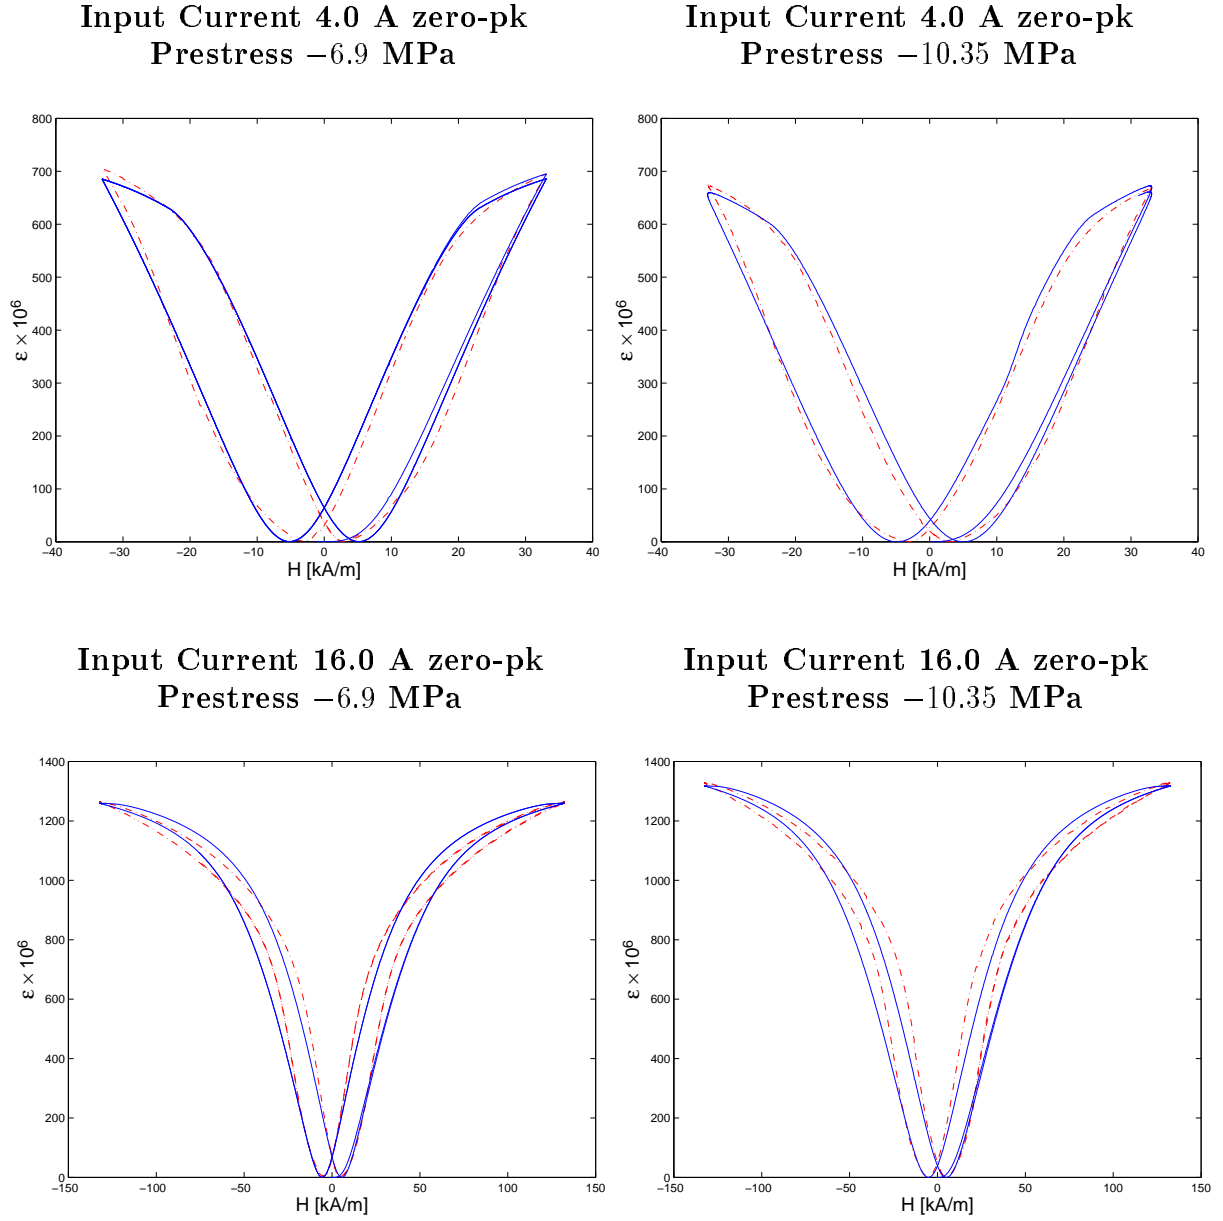 Input Current 4.0 A zero-pk
Prestress −6.9 MPa
800
700
600
500
400
300
200
100
0
ε × 10⁶
−40 −30 −20 −10 0 10 20 30 40
H [kA/m]
Input Current 4.0 A zero-pk
Prestress −10.35 MPa
800
700
600
500
400
300
200
100
0
ε × 10⁶
−40 −30 −20 −10 0 10 20 30 40
H [kA/m]
Input Current 16.0 A zero-pk
Prestress −6.9 MPa
1400
1200
1000
800
600
400
200
0
ε × 10⁶
−150 −100 −50 0 50 100 150
H [kA/m]
Input Current 16.0 A zero-pk
Prestress −10.35 MPa
1400
1200
1000
800
600
400
200
0
ε × 10⁶
−150 −100 −50 0 50 100 150
H [kA/m]